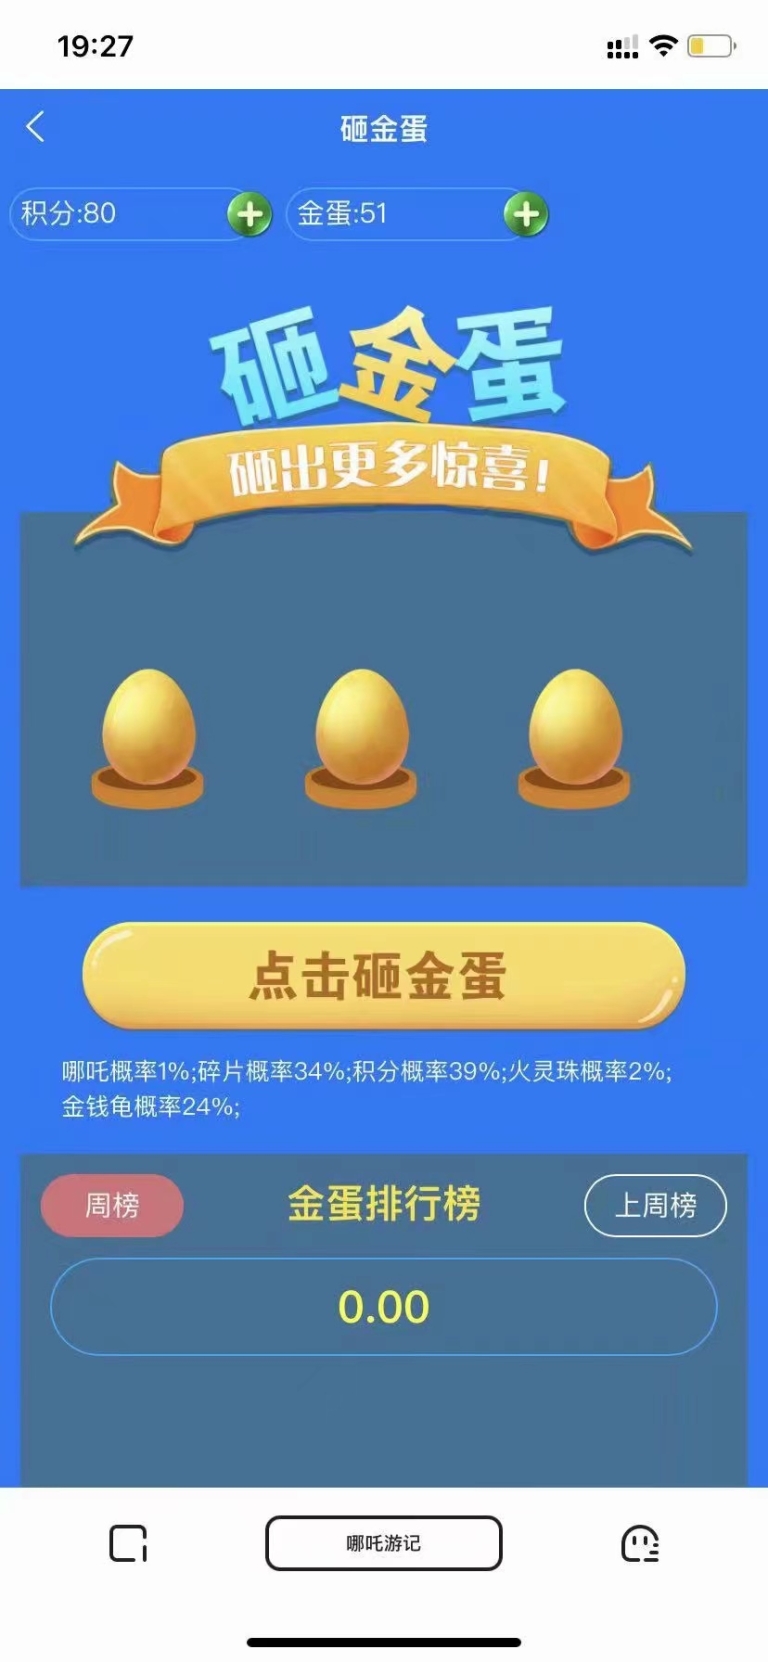 19:27
砸金蛋
积分:80
金蛋:51
砸金蛋
砸出更多惊喜!
点击砸金蛋
哪吒概率1%;碎片概率34%;积分概率39%;火灵珠概率2%;
金钱龟概率24%;
周榜
金蛋排行榜
上周榜
0.00
哪吒游记